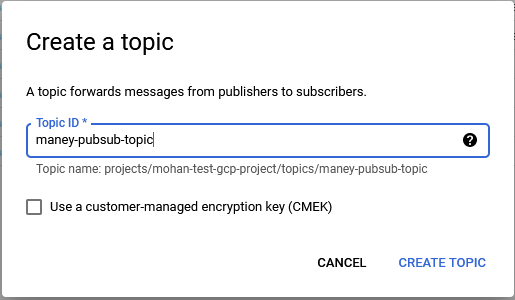 Create a topic
A topic forwards messages from publishers to subscribers.
Topic ID *
maney-pubsub-topic
?
Topic name: projects/mohan-test-gcp-project/topics/maney-pubsub-topic
Use a customer-managed encryption key (CMEK)
CANCEL CREATE TOPIC